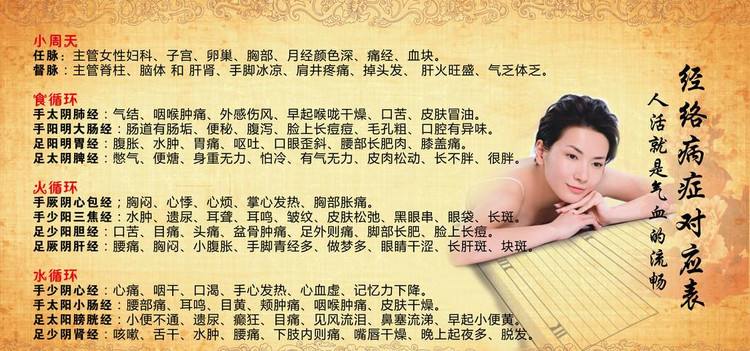 小周天
任脉：主管女性妇科、子宫、卵巢、胸部、月经颜色深、痛经、血块。
督脉：主管脊柱、脑体 和 肝肾、手脚冰凉、肩井疼痛、掉头发、 肝火旺盛、气乏体乏。
食循环
手太阴肺经：气结、咽喉肿痛、外感伤风、早起喉咙干燥、口苦、皮肤冒油。
手阳明大肠经：肠道有肠垢、便秘、腹泻、脸上长痘痘、毛孔粗、口腔有异味。
足阳明胃经：腹胀、水肿、胃痛、呕吐、口眼歪斜、腰部长肥肉、膝盖痛。
足太阴脾经：憋气、便溏、身重无力、怕冷、有气无力、皮肉松动、长不胖、很胖。
火循环
手厥阴心包经；胸闷、心悸、心烦、掌心发热、胸部胀痛。
手少阳三焦经：水肿、遗尿、耳聋、耳鸣、皱纹、皮肤松弛、黑眼串、眼袋、长斑。
足少阳胆经：口苦、目痛、头痛、盆骨肿痛、足外则痛、脚部长肥、脸上长痘。
足厥阴肝经：腰痛、胸闷、小腹胀、手脚青经多、做梦多、眼睛干涩、长肝斑、块斑。
水循环
手少阴心经：心痛、咽干、口渴、手心发热、心血虚、记忆力下降。
手太阳小肠经：腰部痛、耳鸣、目黄、颊肿痛、咽喉肿痛、皮肤干燥。
足太阳膀胱经：小便不通、遗尿、癫狂、目痛、见风流泪、鼻塞流涕、早起小便黄。
足少阴肾经：咳嗽、舌干、水肿、腰痛、下肢内则痛、嘴唇干燥、晚上起夜多、脱发。
经络病症对应表
人活就是气血的流畅